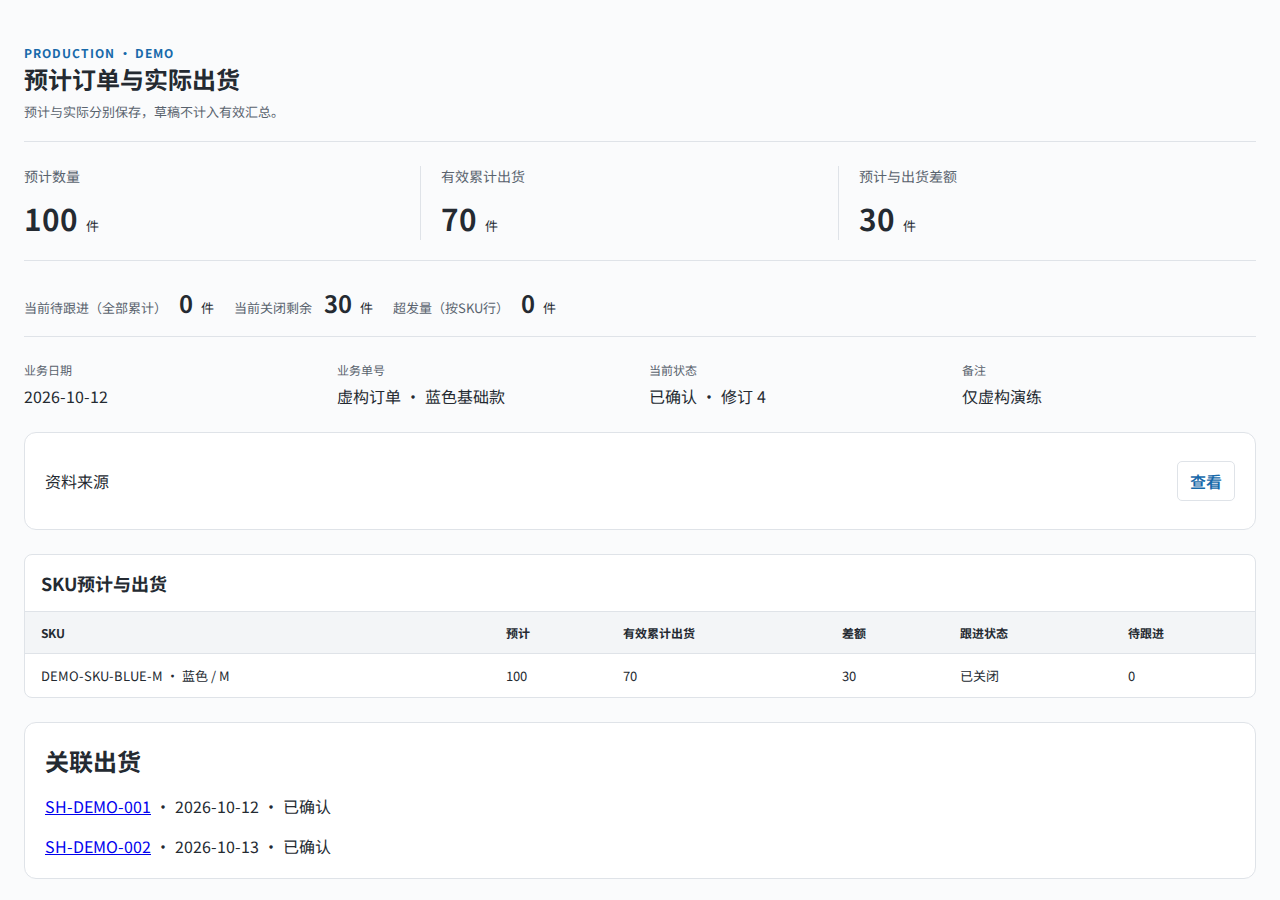 PRODUCTION · DEMO
预计订单与实际出货
预计与实际分别保存，草稿不计入有效汇总。
预计数量 有效累计出货 预计与出货差额
100 件 70 件 30 件
当前待跟进（全部累计） 0 件 当前关闭剩余 30 件 超发量（按SKU行） 0 件
业务日期 业务单号 当前状态 备注
2026-10-12 虚构订单 · 蓝色基础款 已确认 · 修订 4 仅虚构演练
资料来源 查看
SKU预计与出货
SKU 预计 有效累计出货 差额 跟进状态 待跟进
DEMO-SKU-BLUE-M · 蓝色 / M 100 70 30 已关闭 0
关联出货
SH-DEMO-001 · 2026-10-12 · 已确认
SH-DEMO-002 · 2026-10-13 · 已确认